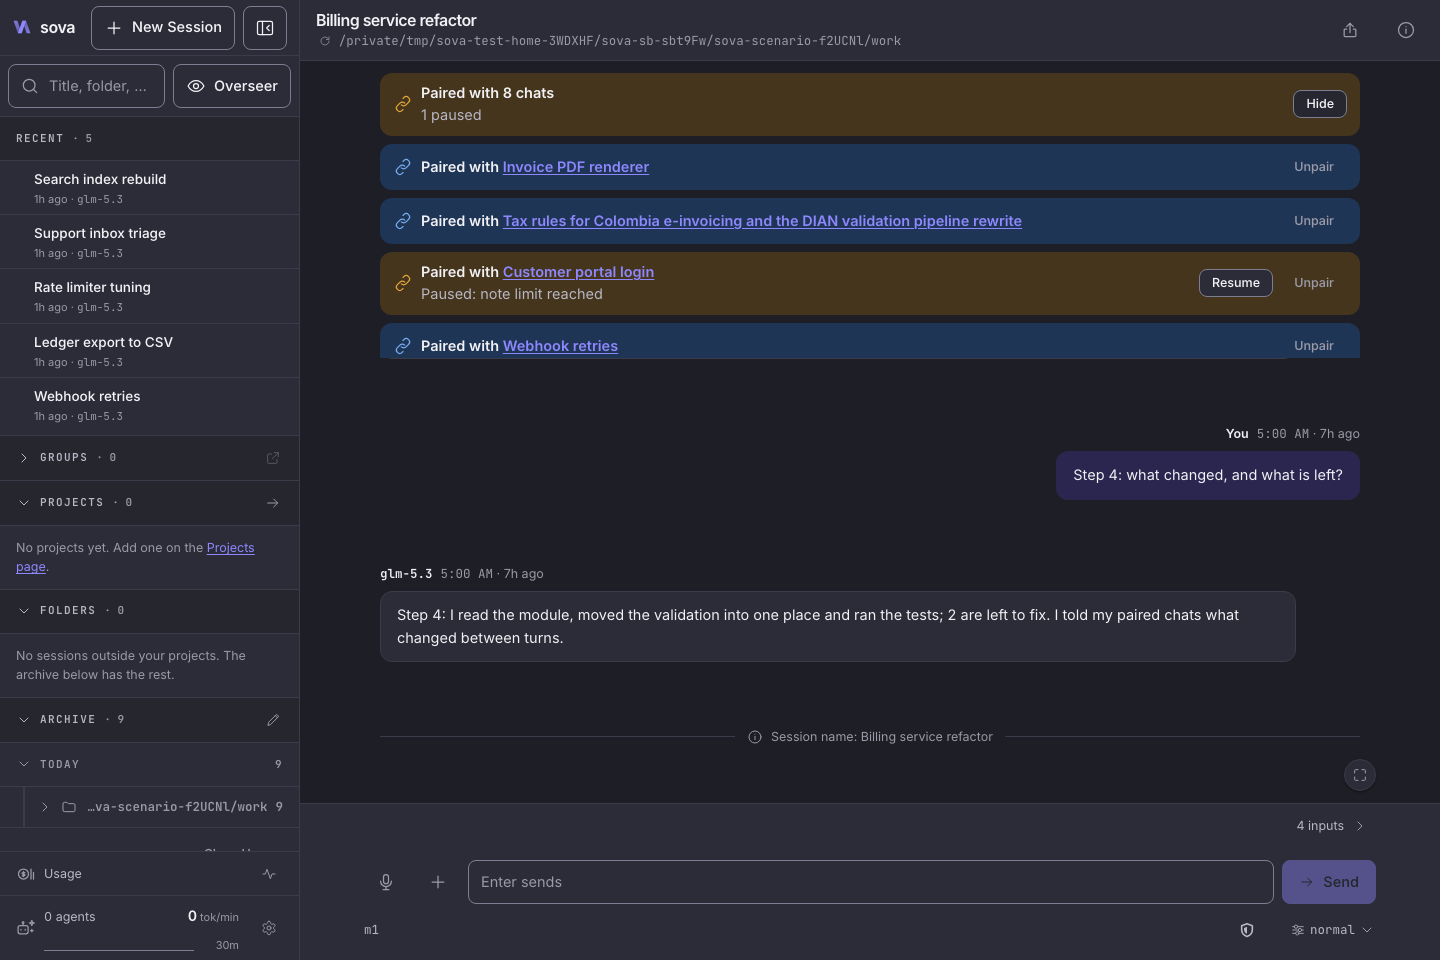 sova
New Session
Title, folder, ...
Overseer
RECENT · 5
Search index rebuild
1h ago · glm-5.3
Support inbox triage
1h ago · glm-5.3
Rate limiter tuning
1h ago · glm-5.3
Ledger export to CSV
1h ago · glm-5.3
Webhook retries
1h ago · glm-5.3
GROUPS · 0
PROJECTS · 0
No projects yet. Add one on the Projects
page.
FOLDERS · 0
No sessions outside your projects. The
archive below has the rest.
ARCHIVE · 9
TODAY 9
…va-scenario-f2UCNl/work 9
Usage
0 agents 0 tok/min
30m
Billing service refactor
/private/tmp/sova-test-home-3WDXHF/sova-sb-sbt9Fw/sova-scenario-f2UCNl/work
Paired with 8 chats
1 paused
Hide
Paired with Invoice PDF renderer Unpair
Paired with Tax rules for Colombia e-invoicing and the DIAN validation pipeline rewrite Unpair
Paired with Customer portal login
Paused: note limit reached
Resume Unpair
Paired with Webhook retries Unpair
You 5:00 AM · 7h ago
Step 4: what changed, and what is left?
glm-5.3 5:00 AM · 7h ago
Step 4: I read the module, moved the validation into one place and ran the tests; 2 are left to fix. I told my paired chats what
changed between turns.
Session name: Billing service refactor
4 inputs
Enter sends
Send
m1
normal